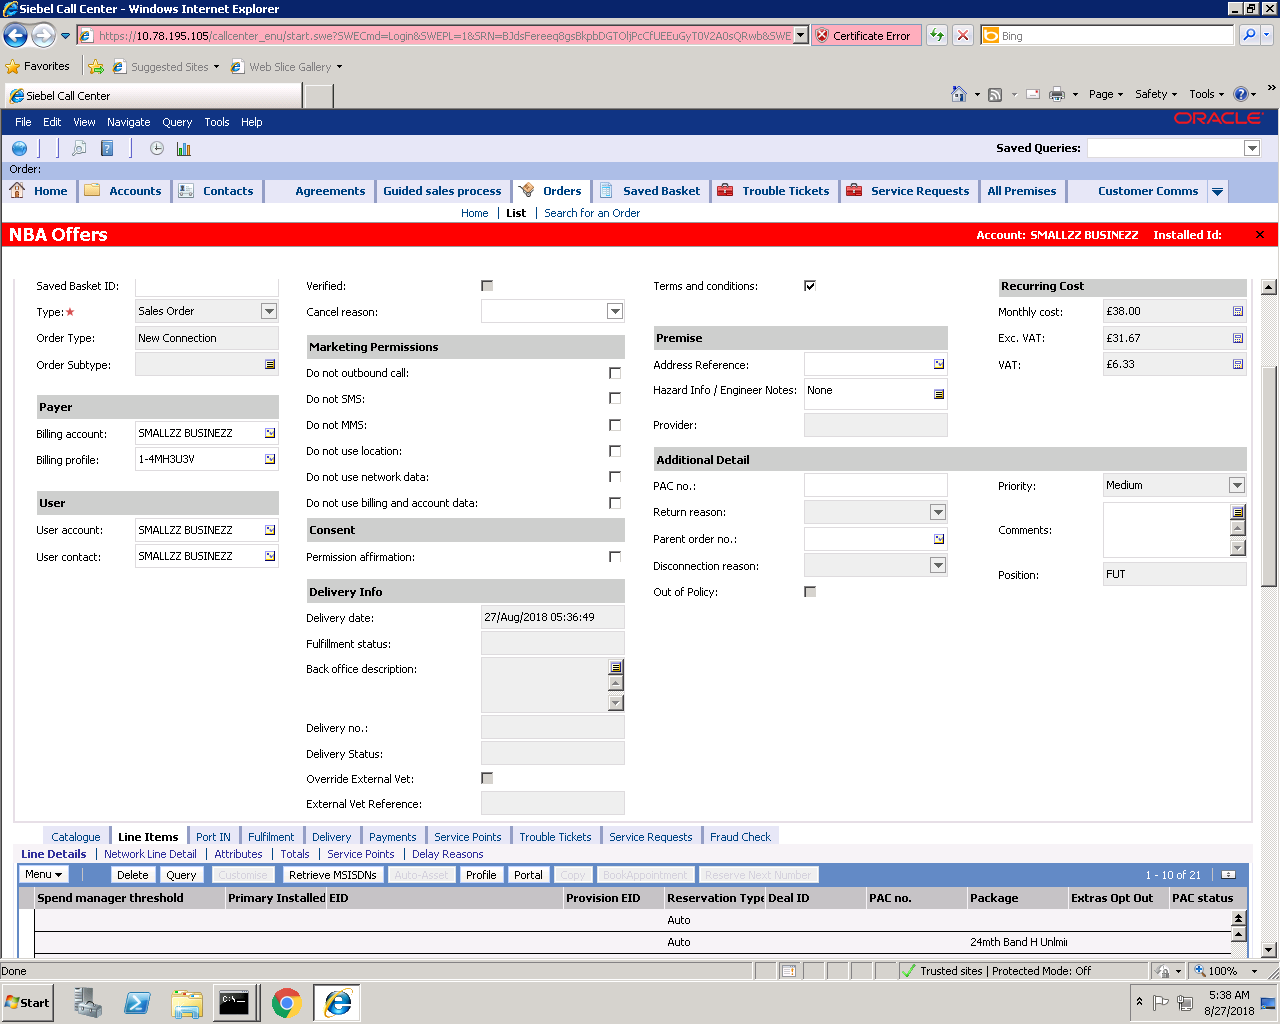 Siebel Call Center - Windows Internet Explorer
https://10.78.195.105/callcenter_enu/start.swe?SWECmd=Login&SWEPL=1&SRN= Certificate Error Bing
Favorites Suggested Sites Web Slice Gallery
Siebel Call Center Page Safety Tools
File Edit View Navigate Query Tools Help ORACLE
Saved Queries:
Order:
Home Accounts Contacts Agreements Guided sales process Orders Saved Basket Trouble Tickets Service Requests All Premises Customer Comms
Home List Search for an Order
NBA Offers Account: SMALLZZ BUSINEZZ Installed Id:
Saved Basket ID: Verified: Terms and conditions: Recurring Cost
Type:★ Sales Order Cancel reason: Monthly cost: £38.00
Order Type: New Connection Premise Exc. VAT: £31.67
Marketing Permissions
Order Subtype: Do not outbound call: Address Reference: VAT: £6.33
Hazard Info / Engineer Notes: None
Payer Do not SMS:
Billing account: SMALLZZ BUSINEZZ Do not MMS: Provider:
Billing profile: 1-4MH3U3V Do not use location: Additional Detail
Do not use network data: PAC no.: Priority: Medium
User Do not use billing and account data: Return reason:
User account: SMALLZZ BUSINEZZ Consent Parent order no.: Comments:
User contact: SMALLZZ BUSINEZZ Permission affirmation: Disconnection reason: Position: FUT
Delivery Info Out of Policy:
Delivery date: 27/Aug/2018 05:36:49
Fulfillment status:
Back office description:
Delivery no.:
Delivery Status:
Override External Vet:
External Vet Reference:
Catalogue Line Items Port IN Fulfilment Delivery Payments Service Points Trouble Tickets Service Requests Fraud Check
Line Details Network Line Detail Attributes Totals Service Points Delay Reasons
Menu Delete Query Customise Retrieve MSISDNs Auto-Asset Profile Portal Copy BookAppointment Reserve Next Number 1 - 10 of 21
Spend manager threshold Primary Installed EID Provision EID Reservation Type Deal ID PAC no. Package Extras Opt Out PAC status
Auto
Auto 24mth Band H Unlmi
Done Trusted sites | Protected Mode: Off 100%
Start 5:38 AM
8/27/2018